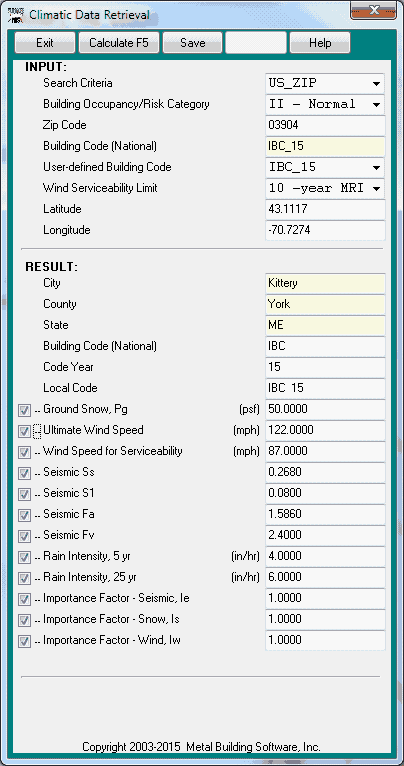 Climatic Data Retrieval
Exit Calculate F5 Save Help
INPUT:
Search Criteria US_ZIP
Building Occupancy/Risk Category II - Normal
Zip Code 03904
Building Code (National) IBC_15
User-defined Building Code IBC_15
Wind Serviceability Limit 10 -year MRI
Latitude 43.1117
Longitude -70.7274
RESULT:
City Kittery
County York
State ME
Building Code (National) IBC
Code Year 15
Local Code IBC 15
.. Ground Snow, Pg (psf) 50.0000
.. Ultimate Wind Speed (mph) 122.0000
.. Wind Speed for Serviceability (mph) 87.0000
.. Seismic Ss 0.2680
.. Seismic S1 0.0800
.. Seismic Fa 1.5860
.. Seismic Fv 2.4000
.. Rain Intensity, 5 yr (in/hr) 4.0000
.. Rain Intensity, 25 yr (in/hr) 6.0000
.. Importance Factor - Seismic, Ie 1.0000
.. Importance Factor - Snow, Is 1.0000
.. Importance Factor - Wind, Iw 1.0000
Copyright 2003-2015 Metal Building Software, Inc.